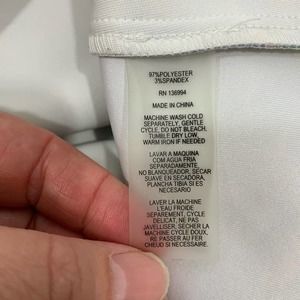 97%POLYESTER
3%SPANDEX
RN 136994
MADE IN CHINA
MACHINE WASH COLD
SEPARATELY, GENTLE
CYCLE, DO NOT BLEACH,
TUMBLE DRY LOW
WARM IRON IF NEEDED
LAVAR A MAQUINA
CON AGUA FRIA
SEPARADAMENTE,
NO BLANQUEADOR, SECAR
SUAVE EN SECADORA,
PLANCHA TIBIA SI ES
NECESARIO
LAVER LA MACHINE
L'EAU FROIDE
SEPAREMENT, CYCLE
DELICAT, NE PAS
JAVELLISER, SECHER LA
MACHINE CYCLE DOUX,
REPASSER AU FER
SI NECESSAIRE.